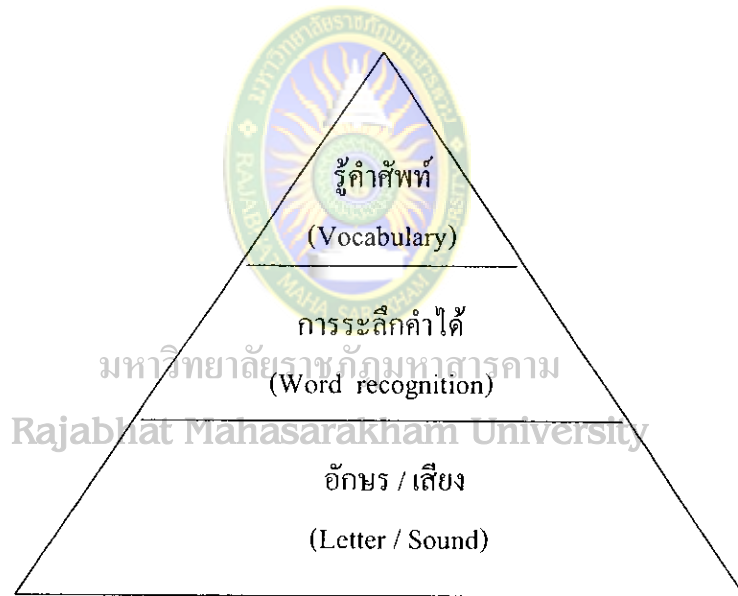 รู้คำศัพท์
(Vocabulary)
การระลึกคำได้
มหาวิทยาลัยราชภัฏมหาสารคาม
(Word recognition)
Rajabhat Mahasarakham University
อักษร / เสียง
(Letter / Sound)